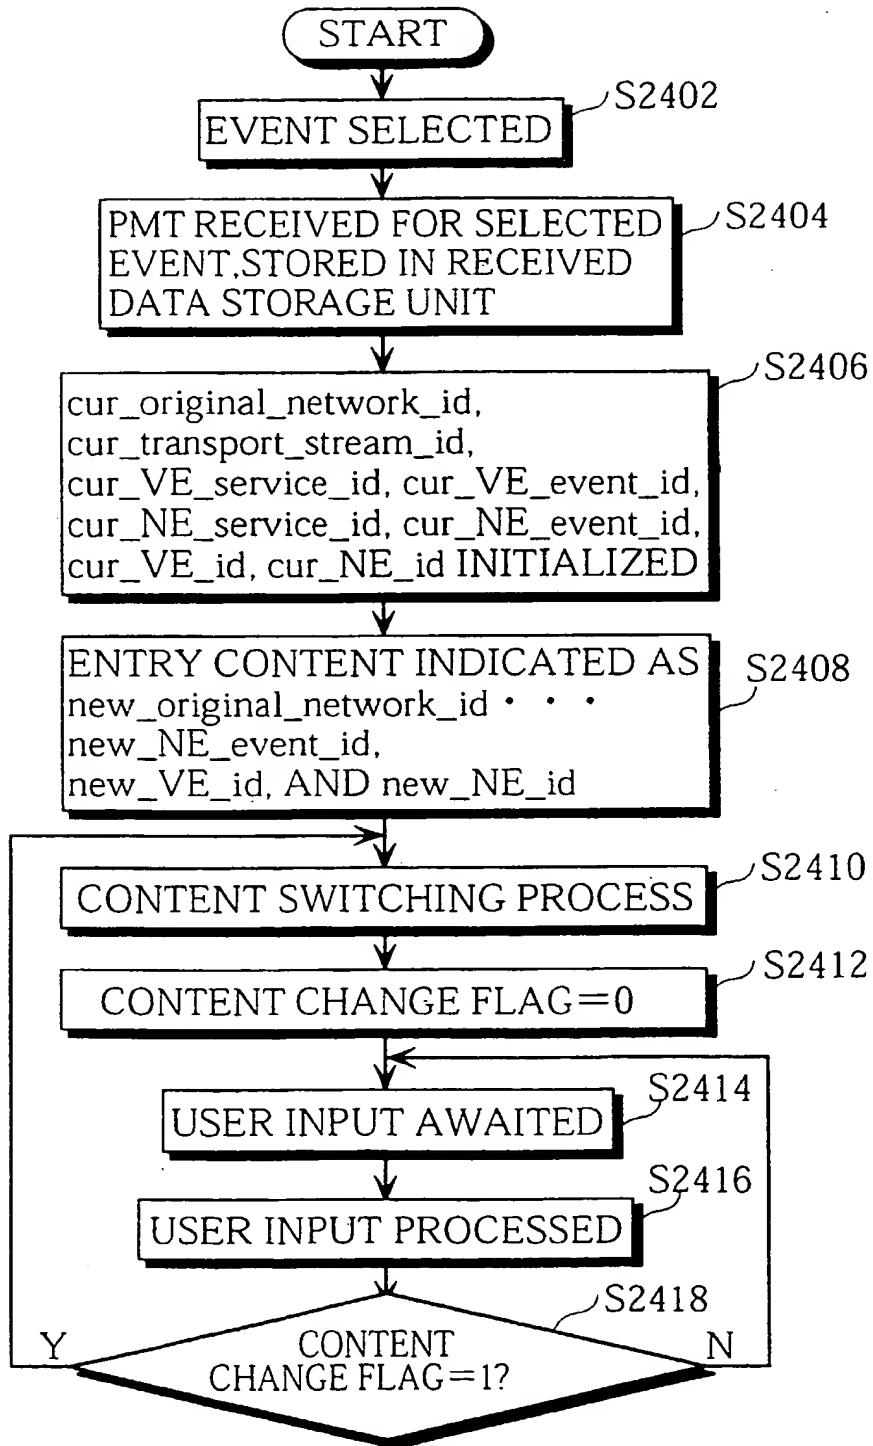 START
EVENT SELECTED
S2402
PMT RECEIVED FOR SELECTED
EVENT,STORED IN RECEIVED
DATA STORAGE UNIT
S2404
cur_original_network_id,
cur_transport_stream_id,
cur_VE_service_id, cur_VE_event_id,
cur_NE_service_id, cur_NE_event_id,
cur_VE_id, cur_NE_id INITIALIZED
S2406
ENTRY CONTENT INDICATED AS
new_original_network_id・・・
new_NE_event_id,
new_VE_id, AND new_NE_id
S2408
CONTENT SWITCHING PROCESS
S2410
CONTENT CHANGE FLAG=0
S2412
USER INPUT AWAITED
S2414
USER INPUT PROCESSED
S2416
CONTENT
CHANGE FLAG=1?
S2418
Y
N